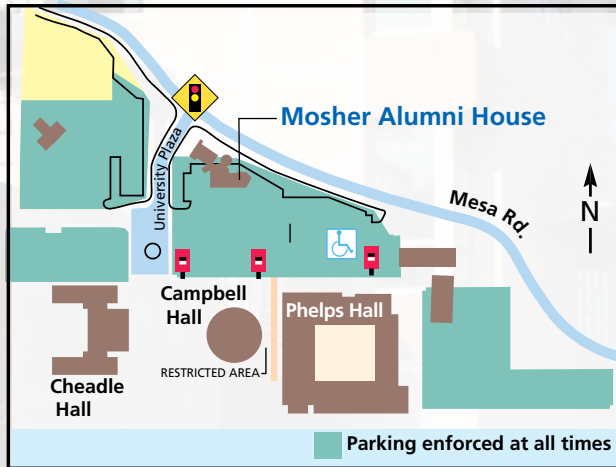 Mosher Alumni House
University Plaza
Mesa Rd.
N
Campbell
Hall
Phelps Hall
RESTRICTED AREA
Cheadle
Hall
Parking enforced at all times